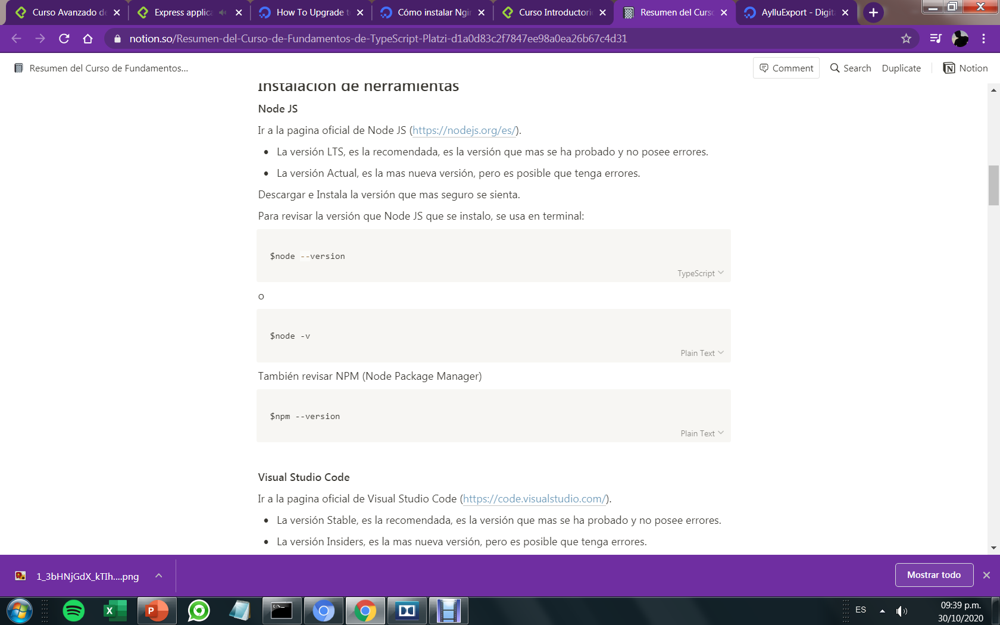 Curso Avanzado de
Express applica
How To Upgrade t
Cómo instalar Ngi
Curso Introductori
Resumen del Curs
AylluExport - Digit
notion.so/Resumen-del-Curso-de-Fundamentos-de-TypeScript-Platzi-d1a0d83c2f7847ee98a0ea26b67c4d31
Resumen del Curso de Fundamentos...
Comment
Search
Duplicate
Notion
Instalación de herramientas
Node JS
Ir a la pagina oficial de Node JS (https://nodejs.org/es/).
• La versión LTS, es la recomendada, es la versión que mas se ha probado y no posee errores.
• La versión Actual, es la mas nueva versión, pero es posible que tenga errores.
Descargar e Instala la versión que mas seguro se sienta.
Para revisar la versión que Node JS que se instalo, se usa en terminal:
$node --version
TypeScript
o
$node -v
Plain Text
También revisar NPM (Node Package Manager)
$npm --version
Plain Text
Visual Studio Code
Ir a la pagina oficial de Visual Studio Code (https://code.visualstudio.com/).
• La versión Stable, es la recomendada, es la versión que mas se ha probado y no posee errores.
• La versión Insiders, es la mas nueva versión, pero es posible que tenga errores.
1_3bHNjGdX_kTIh....png
Mostrar todo
ES
09:39 p.m.
30/10/2020